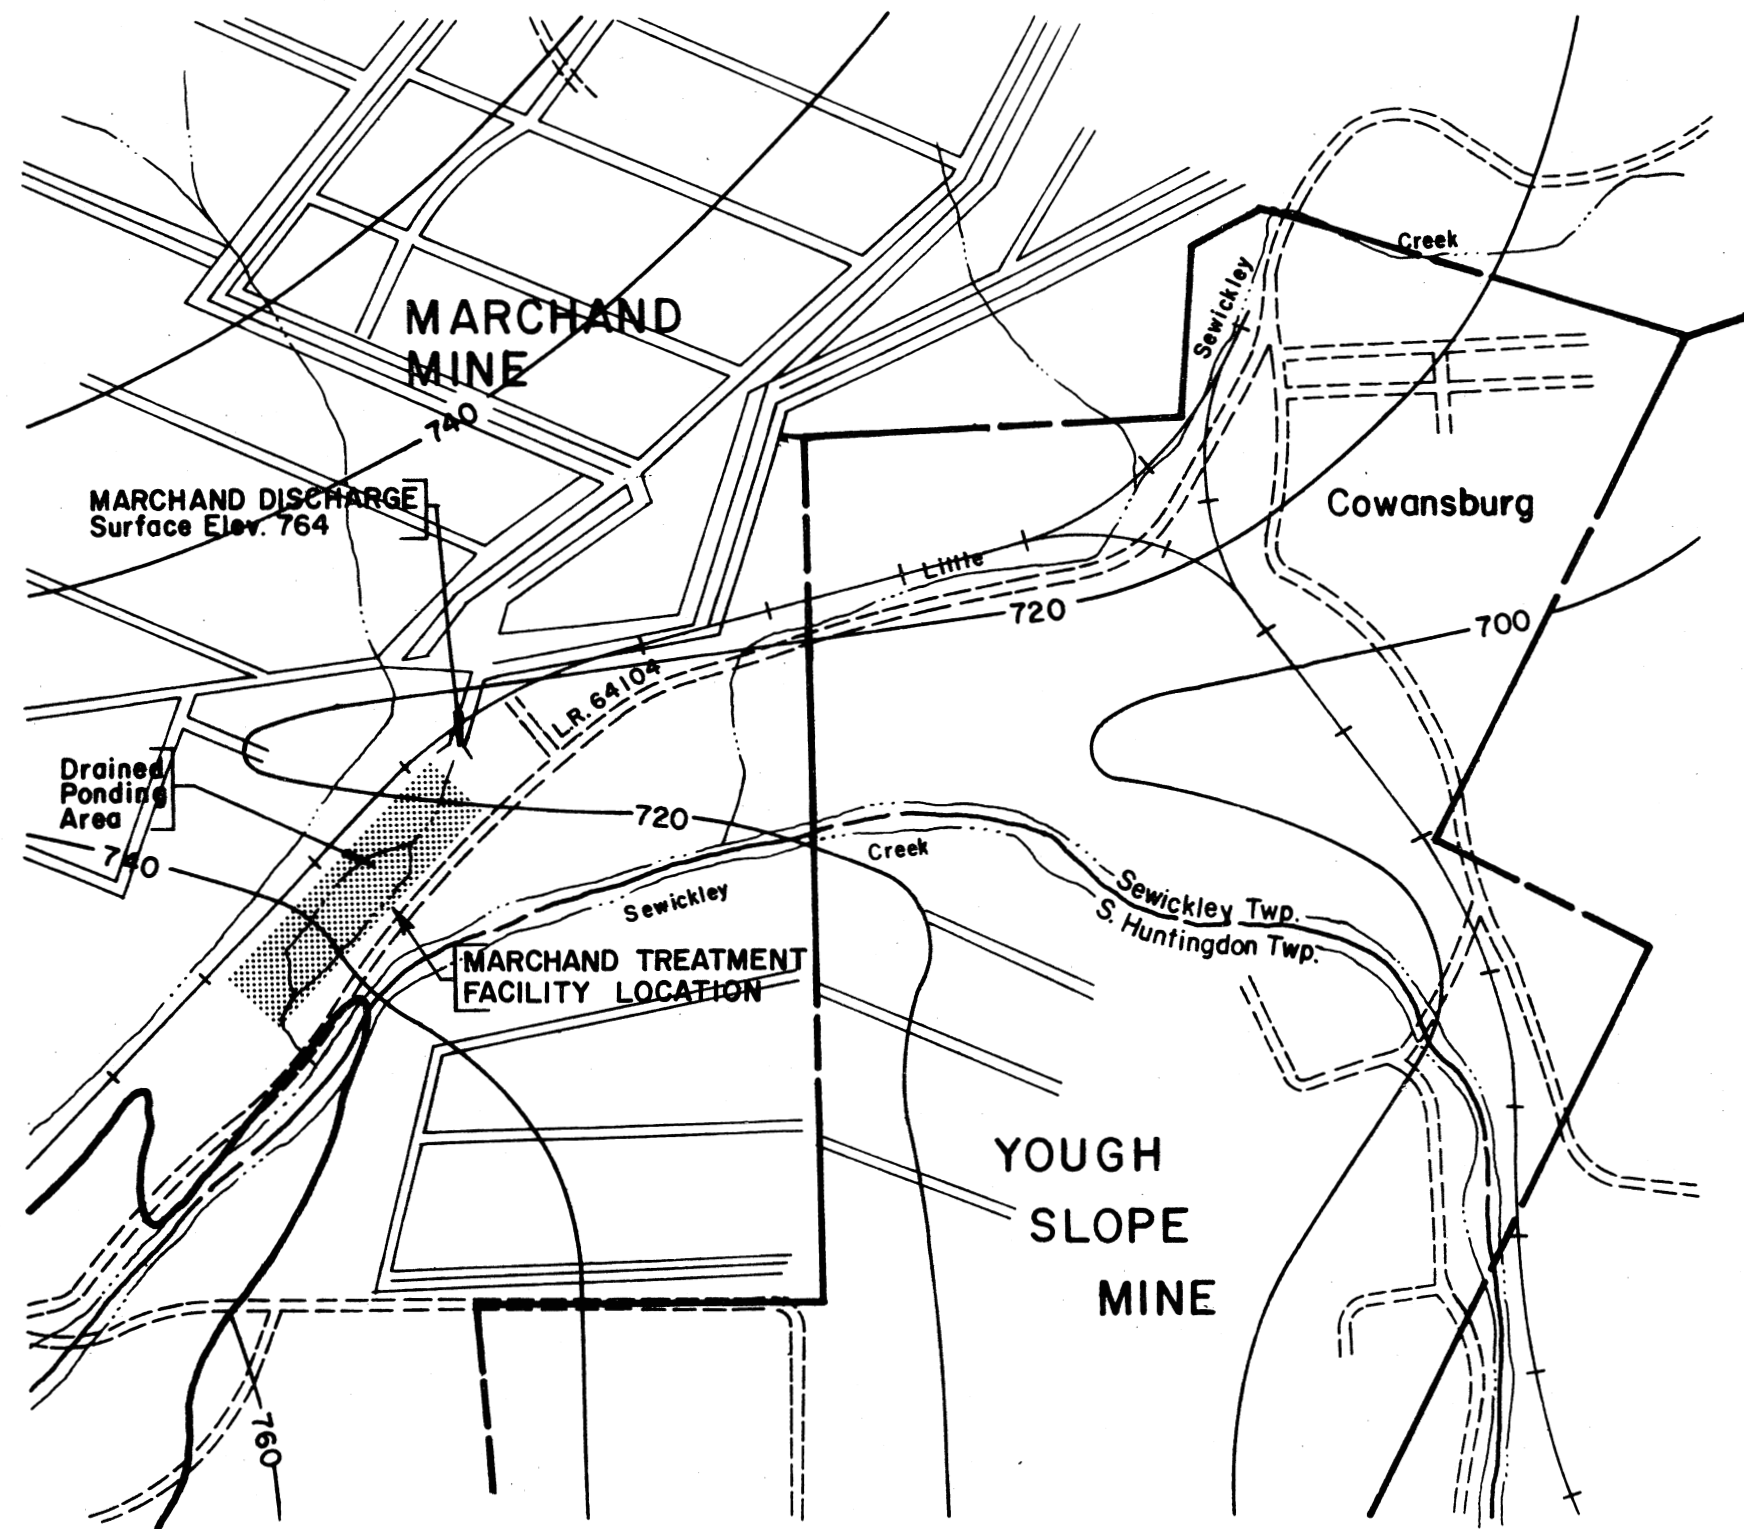 Creek
Sewickley
MARCHAND
MINE
740
MARCHAND DISCHARGE
Surface Elev. 764
Cowansburg
Little
720
700
L.R. 64104
Drained
Ponding
Area
720
740
Creek
Sewickley
Sewickley Twp.
S. Huntingdon Twp.
MARCHAND TREATMENT
FACILITY LOCATION
YOUGH
SLOPE
MINE
760